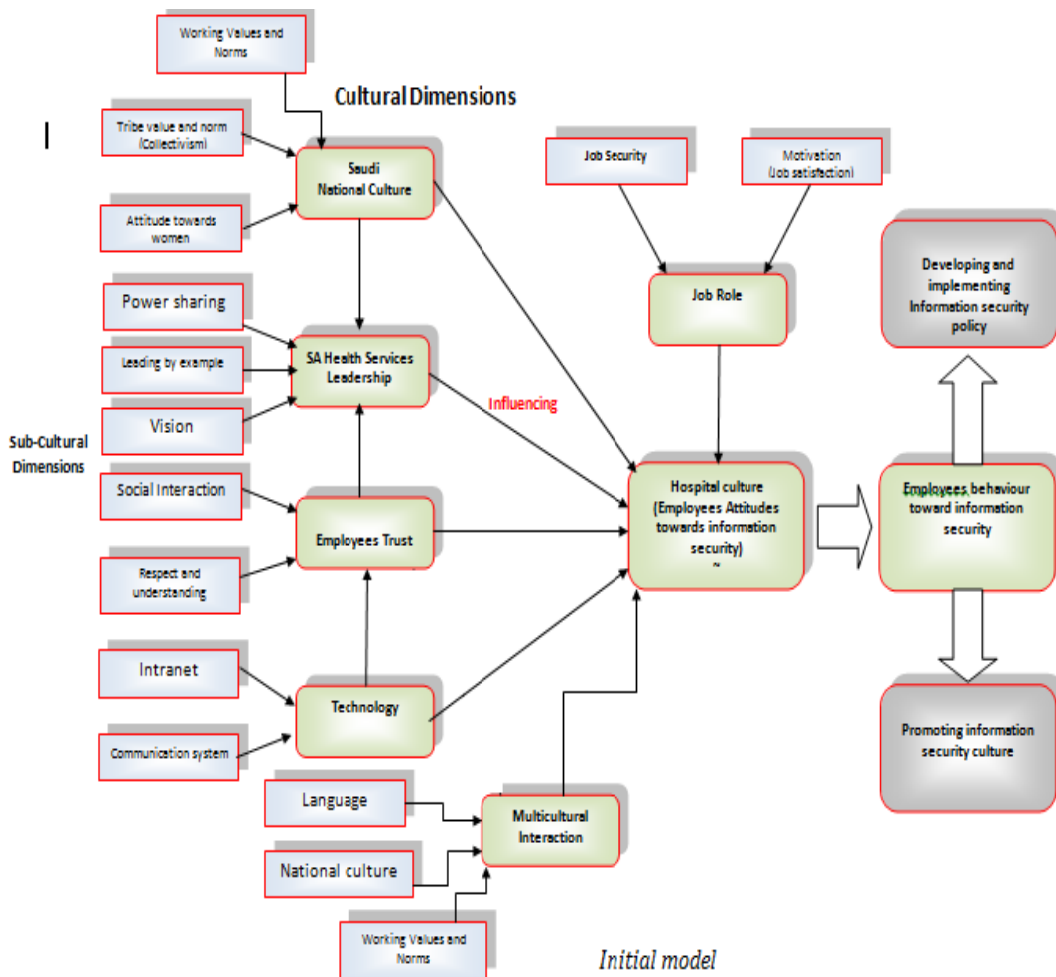 Working Values and
Norms
Cultural Dimensions
Tribe value and norm
(Collectivism)
Saudi
National Culture
Job Security
Motivation
(Job satisfaction)
Attitude towards
women
Developing and
implementing
Information security
policy
Power sharing
Job Role
Leading by example
SA Health Services
Leadership
Influencing
Vision
Sub-Cultural
Dimensions
Social Interaction
Hospital culture
(Employees Attitudes
towards information
security)
~
Employees behaviour
toward information
security
Employees Trust
Respect and
understanding
Intranet
Technology
Promoting information
security culture
Communication system
Language
Multicultural
Interaction
National culture
Working Values and
Norms
Initial model